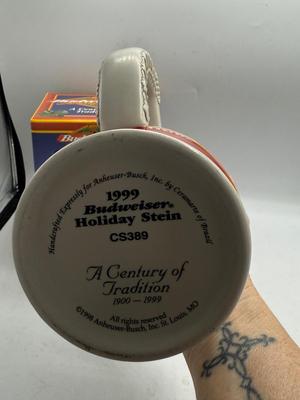 Handcrafted Expressly for Anheuser-Busch, Inc. by Ceramarte of Brazil
1999
Budweiser®
Holiday Stein
CS389
A Century of
Tradition
1900 — 1999
All rights reserved
©1998 Anheuser-Busch, Inc. St. Louis, MO